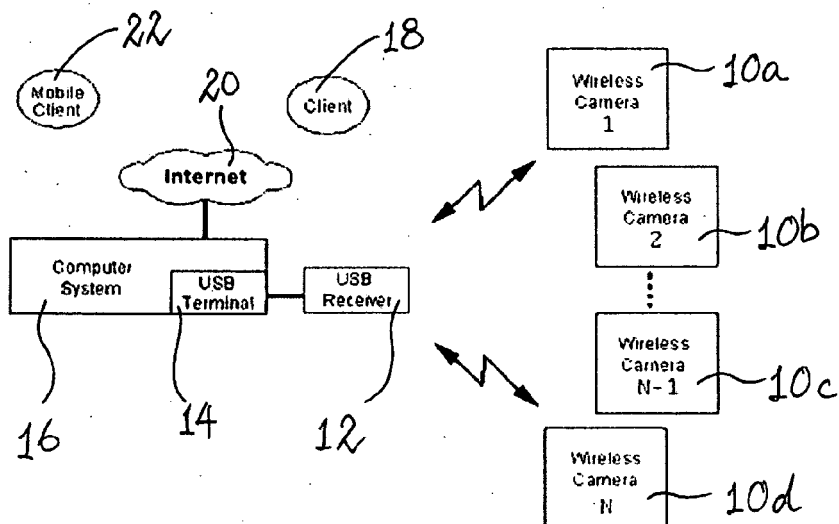 22
18
Mobile
Client
20
Client
Internet
Wireless
Camera
1
10a
Wireless
Camera
2
10b
Computer
System
USB
Terminal
USB
Receiver
16
14
12
Wireless
Camera
N-1
10c
Wireless
Camera
N
10d